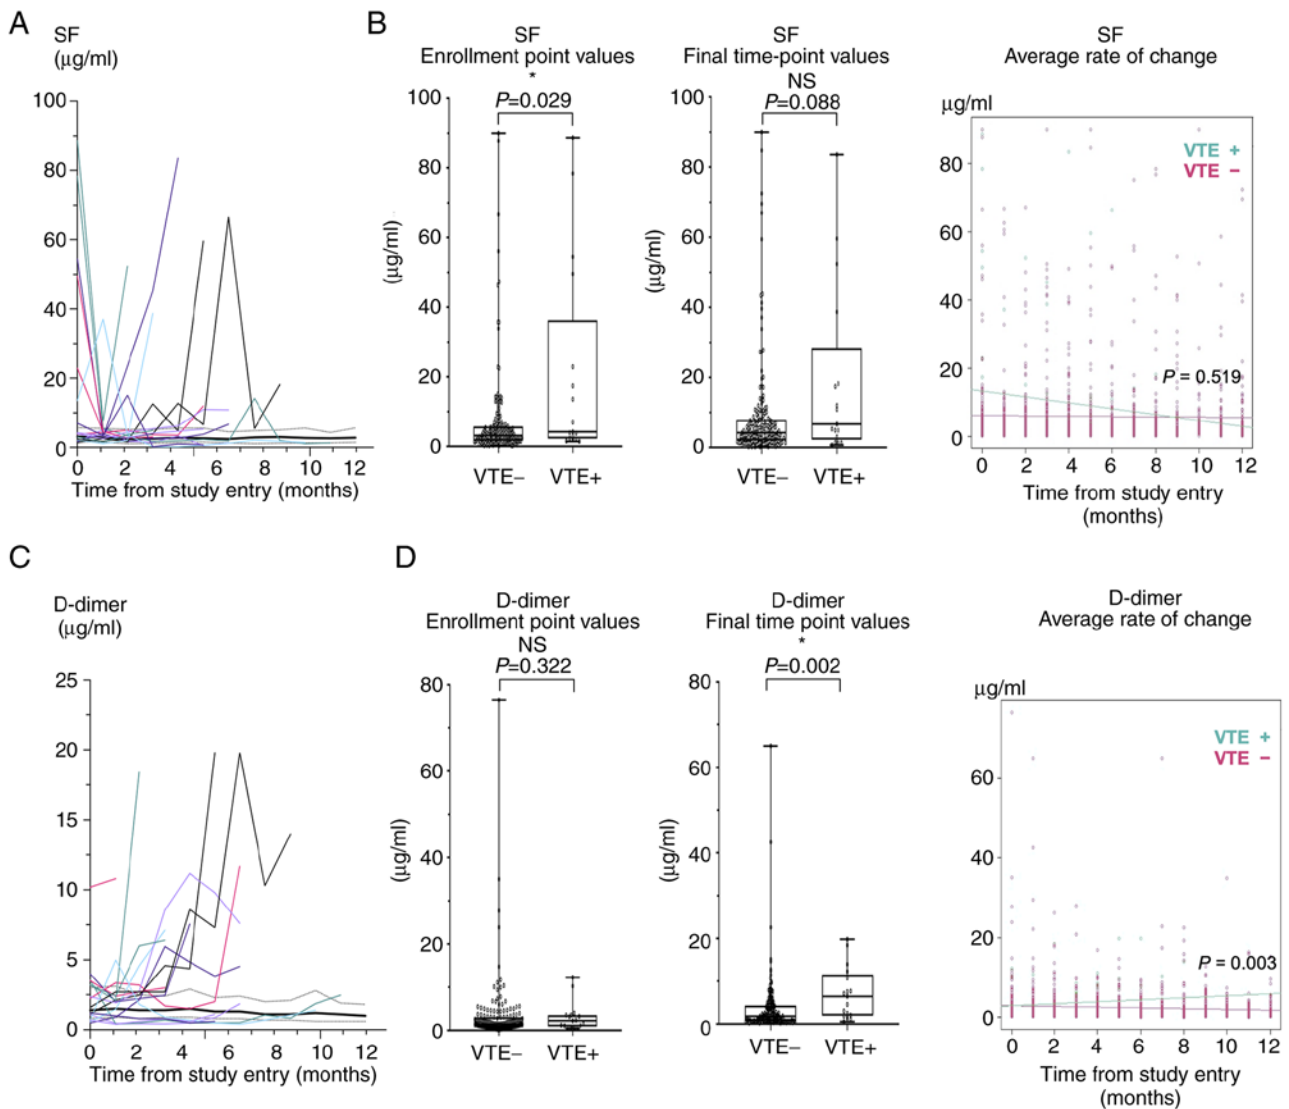 A
SF
(μg/ml)
100
80
60
40
20
0
0 2 4 6 8 10 12
Time from study entry (months)
B
SF
Enrollment point values
*
P=0.029
100
80
60
40
20
0
(μg/ml)
VTE– VTE+
SF
Final time-point values
NS
P=0.088
100
80
60
40
20
0
(μg/ml)
VTE– VTE+
SF
Average rate of change
μg/ml
VTE +
VTE –
80
60
40
20
0
P = 0.519
0 2 4 6 8 10 12
Time from study entry
(months)
C
D-dimer
(μg/ml)
25
20
15
10
5
0
0 2 4 6 8 10 12
Time from study entry (months)
D
D-dimer
Enrollment point values
NS
P=0.322
80
60
40
20
0
(μg/ml)
VTE– VTE+
D-dimer
Final time point values
*
P=0.002
80
60
40
20
0
(μg/ml)
VTE– VTE+
D-dimer
Average rate of change
μg/ml
VTE +
VTE –
60
40
20
0
P = 0.003
0 2 4 6 8 10 12
Time from study entry
(months)